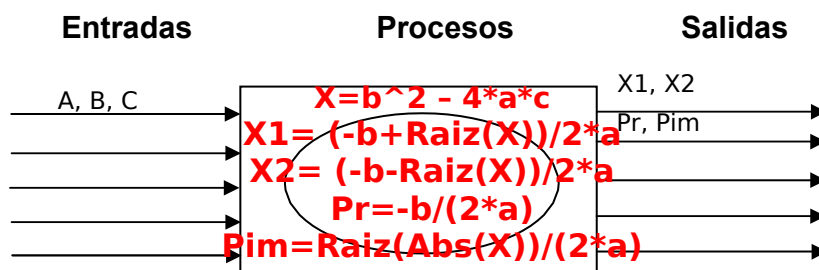 Entradas Procesos Salidas
A, B, C
X=b^2 – 4*a*c
X1= (-b+Raiz(X))/2*a
X2= (-b-Raiz(X))/2*a
Pr=-b/(2*a)
Pim=Raiz(Abs(X))/(2*a)
X1, X2
Pr, Pim